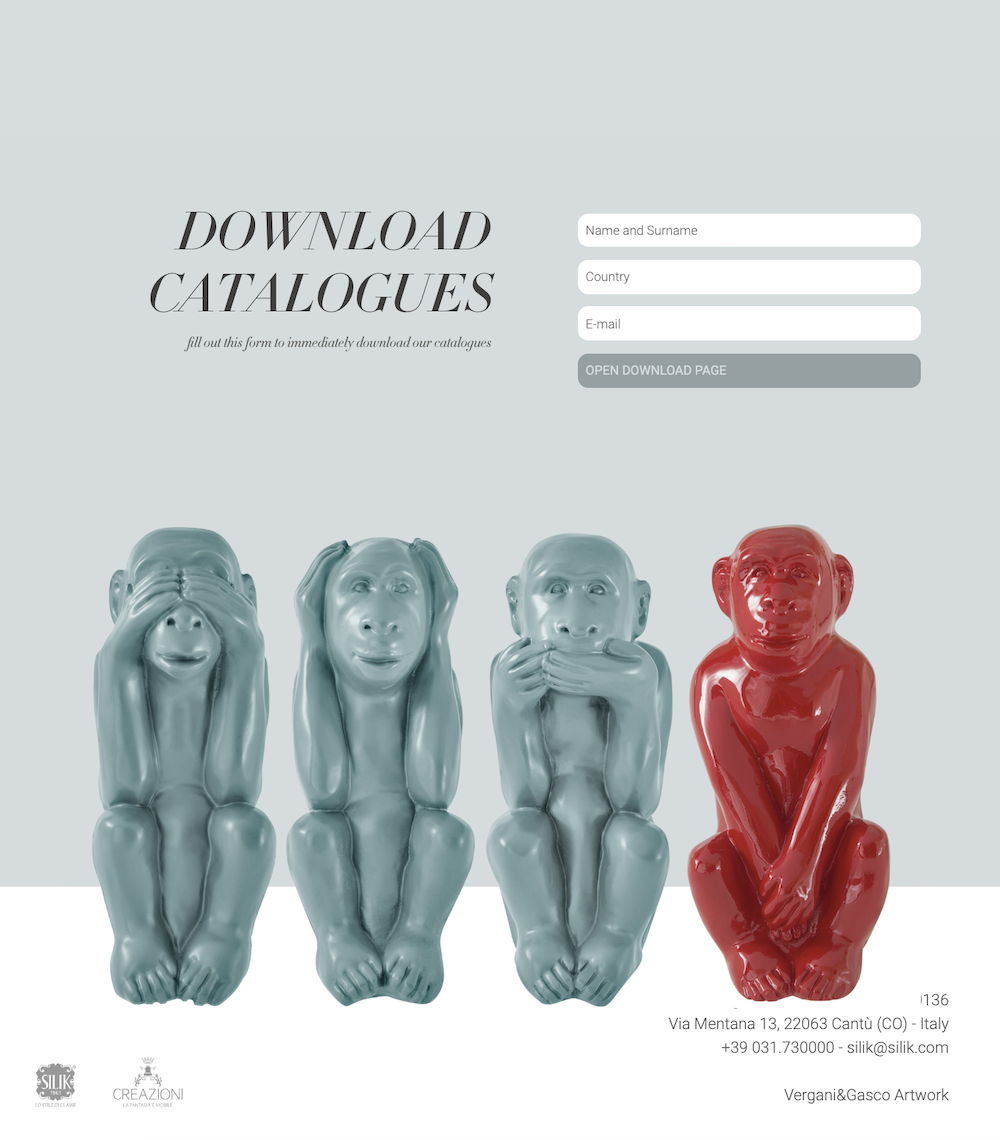 DOWNLOAD
CATALOGUES
fill out this form to immediately download our catalogues
Name and Surname
Country
E-mail
OPEN DOWNLOAD PAGE
136
Via Mentana 13, 22063 Cantù (CO) - Italy
+39 031.730000 - silik@silik.com
Vergani&Gasco Artwork
SILIK
LO STILE DI CLASSE
CREAZIONI
LA FANTASIA È MOBILE